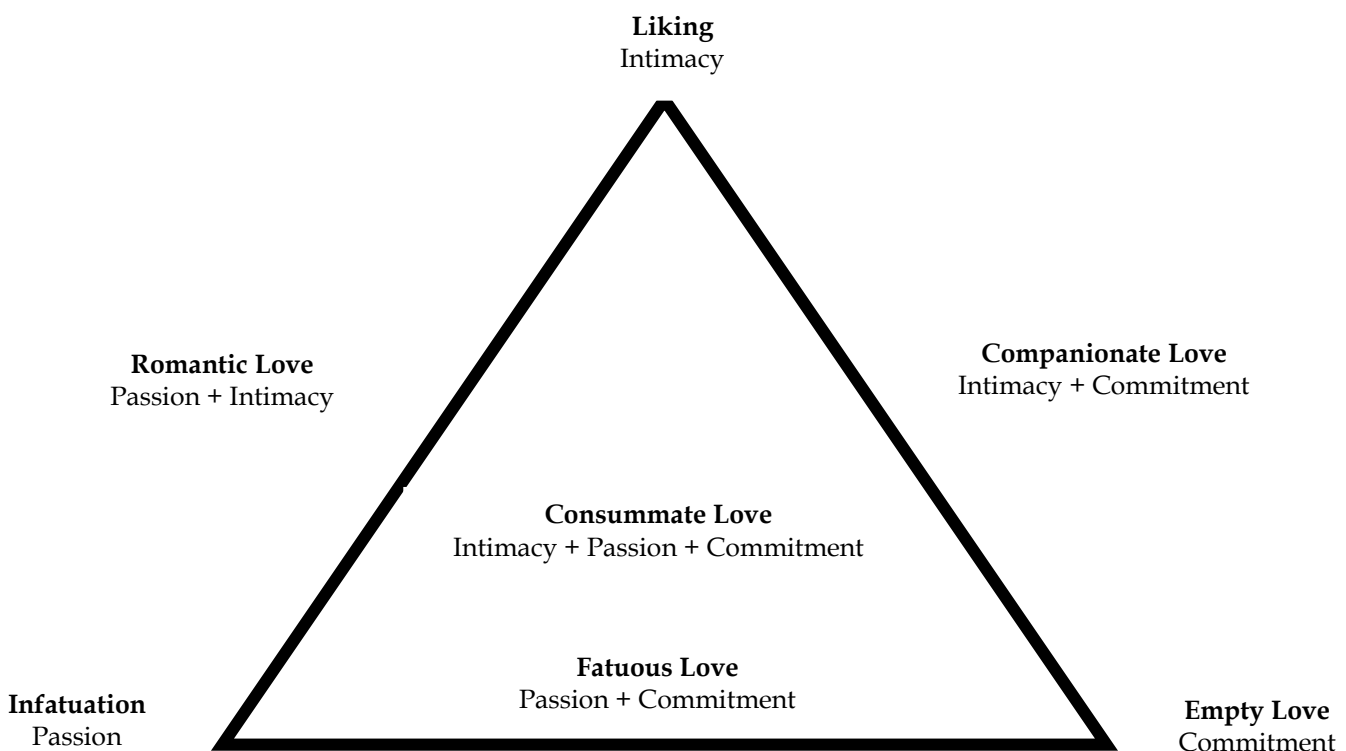 Liking
Intimacy
Romantic Love
Passion + Intimacy
Companionate Love
Intimacy + Commitment
Consummate Love
Intimacy + Passion + Commitment
Fatuous Love
Passion + Commitment
Infatuation
Passion
Empty Love
Commitment